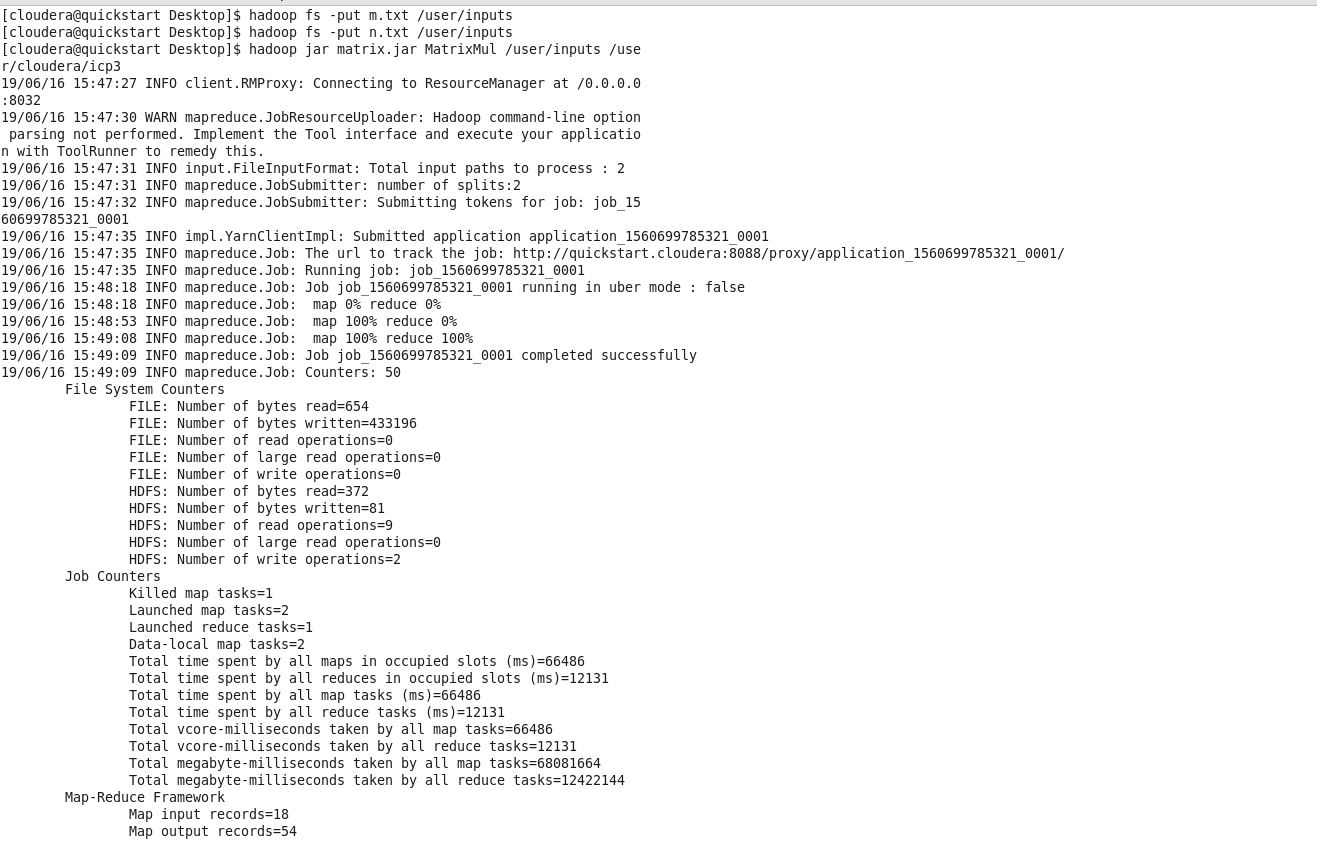 [cloudera@quickstart Desktop]$ hadoop fs -put m.txt /user/inputs
[cloudera@quickstart Desktop]$ hadoop fs -put n.txt /user/inputs
[cloudera@quickstart Desktop]$ hadoop jar matrix.jar MatrixMul /user/inputs /use
r/cloudera/icp3
19/06/16 15:47:27 INFO client.RMProxy: Connecting to ResourceManager at /0.0.0.0
:8032
19/06/16 15:47:30 WARN mapreduce.JobResourceUploader: Hadoop command-line option
 parsing not performed. Implement the Tool interface and execute your applicatio
n with ToolRunner to remedy this.
19/06/16 15:47:31 INFO input.FileInputFormat: Total input paths to process : 2
19/06/16 15:47:31 INFO mapreduce.JobSubmitter: number of splits:2
19/06/16 15:47:32 INFO mapreduce.JobSubmitter: Submitting tokens for job: job_15
60699785321_0001
19/06/16 15:47:35 INFO impl.YarnClientImpl: Submitted application application_1560699785321_0001
19/06/16 15:47:35 INFO mapreduce.Job: The url to track the job: http://quickstart.cloudera:8088/proxy/application_1560699785321_0001/
19/06/16 15:47:35 INFO mapreduce.Job: Running job: job_1560699785321_0001
19/06/16 15:48:18 INFO mapreduce.Job: Job job_1560699785321_0001 running in uber mode : false
19/06/16 15:48:18 INFO mapreduce.Job:  map 0% reduce 0%
19/06/16 15:48:53 INFO mapreduce.Job:  map 100% reduce 0%
19/06/16 15:49:08 INFO mapreduce.Job:  map 100% reduce 100%
19/06/16 15:49:09 INFO mapreduce.Job: Job job_1560699785321_0001 completed successfully
19/06/16 15:49:09 INFO mapreduce.Job: Counters: 50
        File System Counters
                FILE: Number of bytes read=654
                FILE: Number of bytes written=433196
                FILE: Number of read operations=0
                FILE: Number of large read operations=0
                FILE: Number of write operations=0
                HDFS: Number of bytes read=372
                HDFS: Number of bytes written=81
                HDFS: Number of read operations=9
                HDFS: Number of large read operations=0
                HDFS: Number of write operations=2
        Job Counters
                Killed map tasks=1
                Launched map tasks=2
                Launched reduce tasks=1
                Data-local map tasks=2
                Total time spent by all maps in occupied slots (ms)=66486
                Total time spent by all reduces in occupied slots (ms)=12131
                Total time spent by all map tasks (ms)=66486
                Total time spent by all reduce tasks (ms)=12131
                Total vcore-milliseconds taken by all map tasks=66486
                Total vcore-milliseconds taken by all reduce tasks=12131
                Total megabyte-milliseconds taken by all map tasks=68081664
                Total megabyte-milliseconds taken by all reduce tasks=12422144
        Map-Reduce Framework
                Map input records=18
                Map output records=54